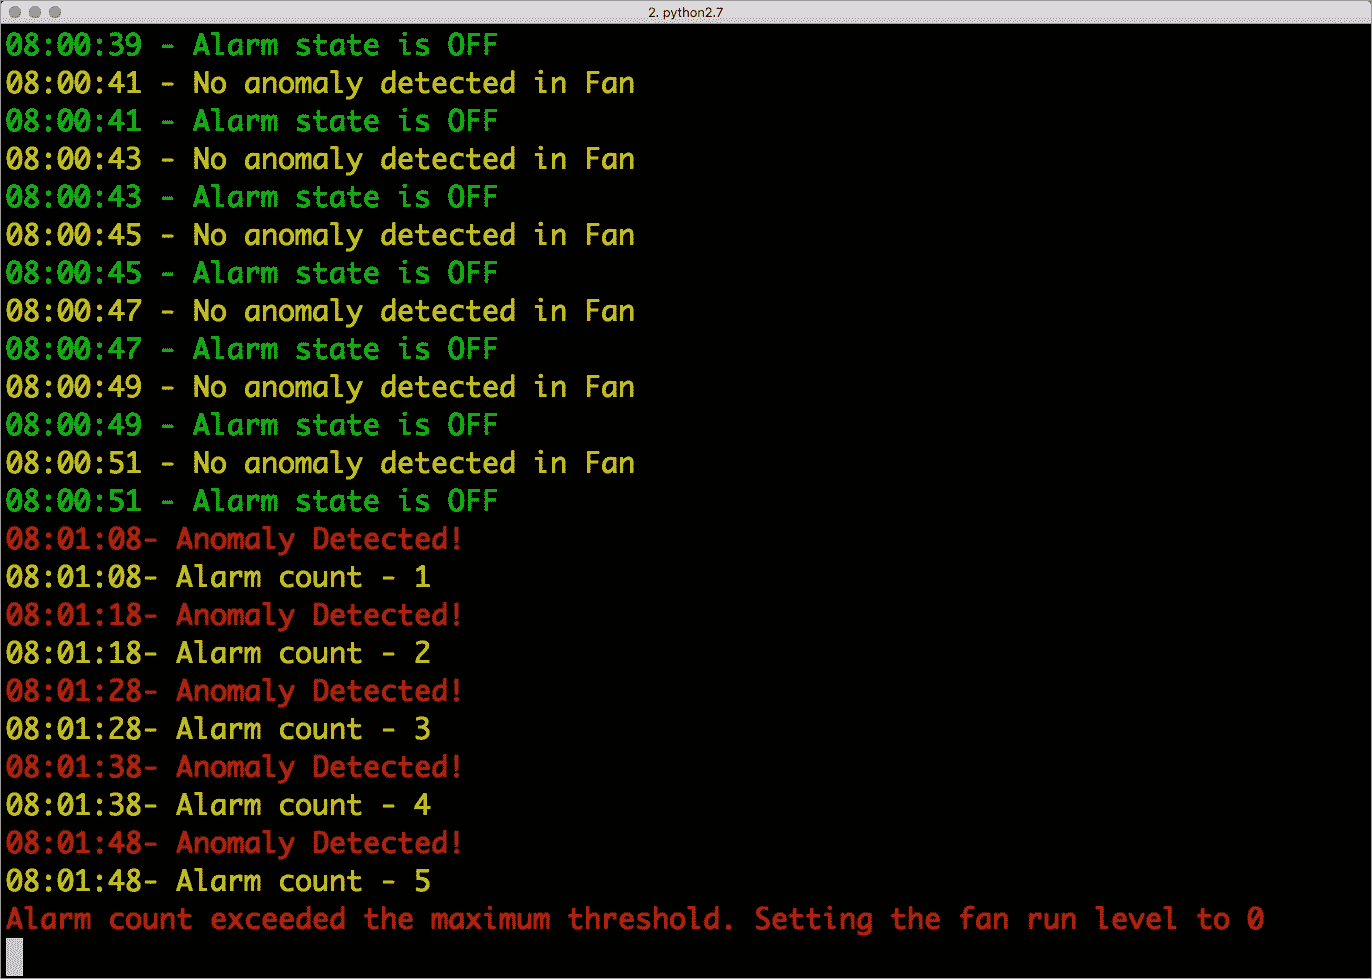 2. python2.7
08:00:39 - Alarm state is OFF
08:00:41 - No anomaly detected in Fan
08:00:41 - Alarm state is OFF
08:00:43 - No anomaly detected in Fan
08:00:43 - Alarm state is OFF
08:00:45 - No anomaly detected in Fan
08:00:45 - Alarm state is OFF
08:00:47 - No anomaly detected in Fan
08:00:47 - Alarm state is OFF
08:00:49 - No anomaly detected in Fan
08:00:49 - Alarm state is OFF
08:00:51 - No anomaly detected in Fan
08:00:51 - Alarm state is OFF
08:01:08- Anomaly Detected!
08:01:08- Alarm count - 1
08:01:18- Anomaly Detected!
08:01:18- Alarm count - 2
08:01:28- Anomaly Detected!
08:01:28- Alarm count - 3
08:01:38- Anomaly Detected!
08:01:38- Alarm count - 4
08:01:48- Anomaly Detected!
08:01:48- Alarm count - 5
Alarm count exceeded the maximum threshold. Setting the fan run level to 0